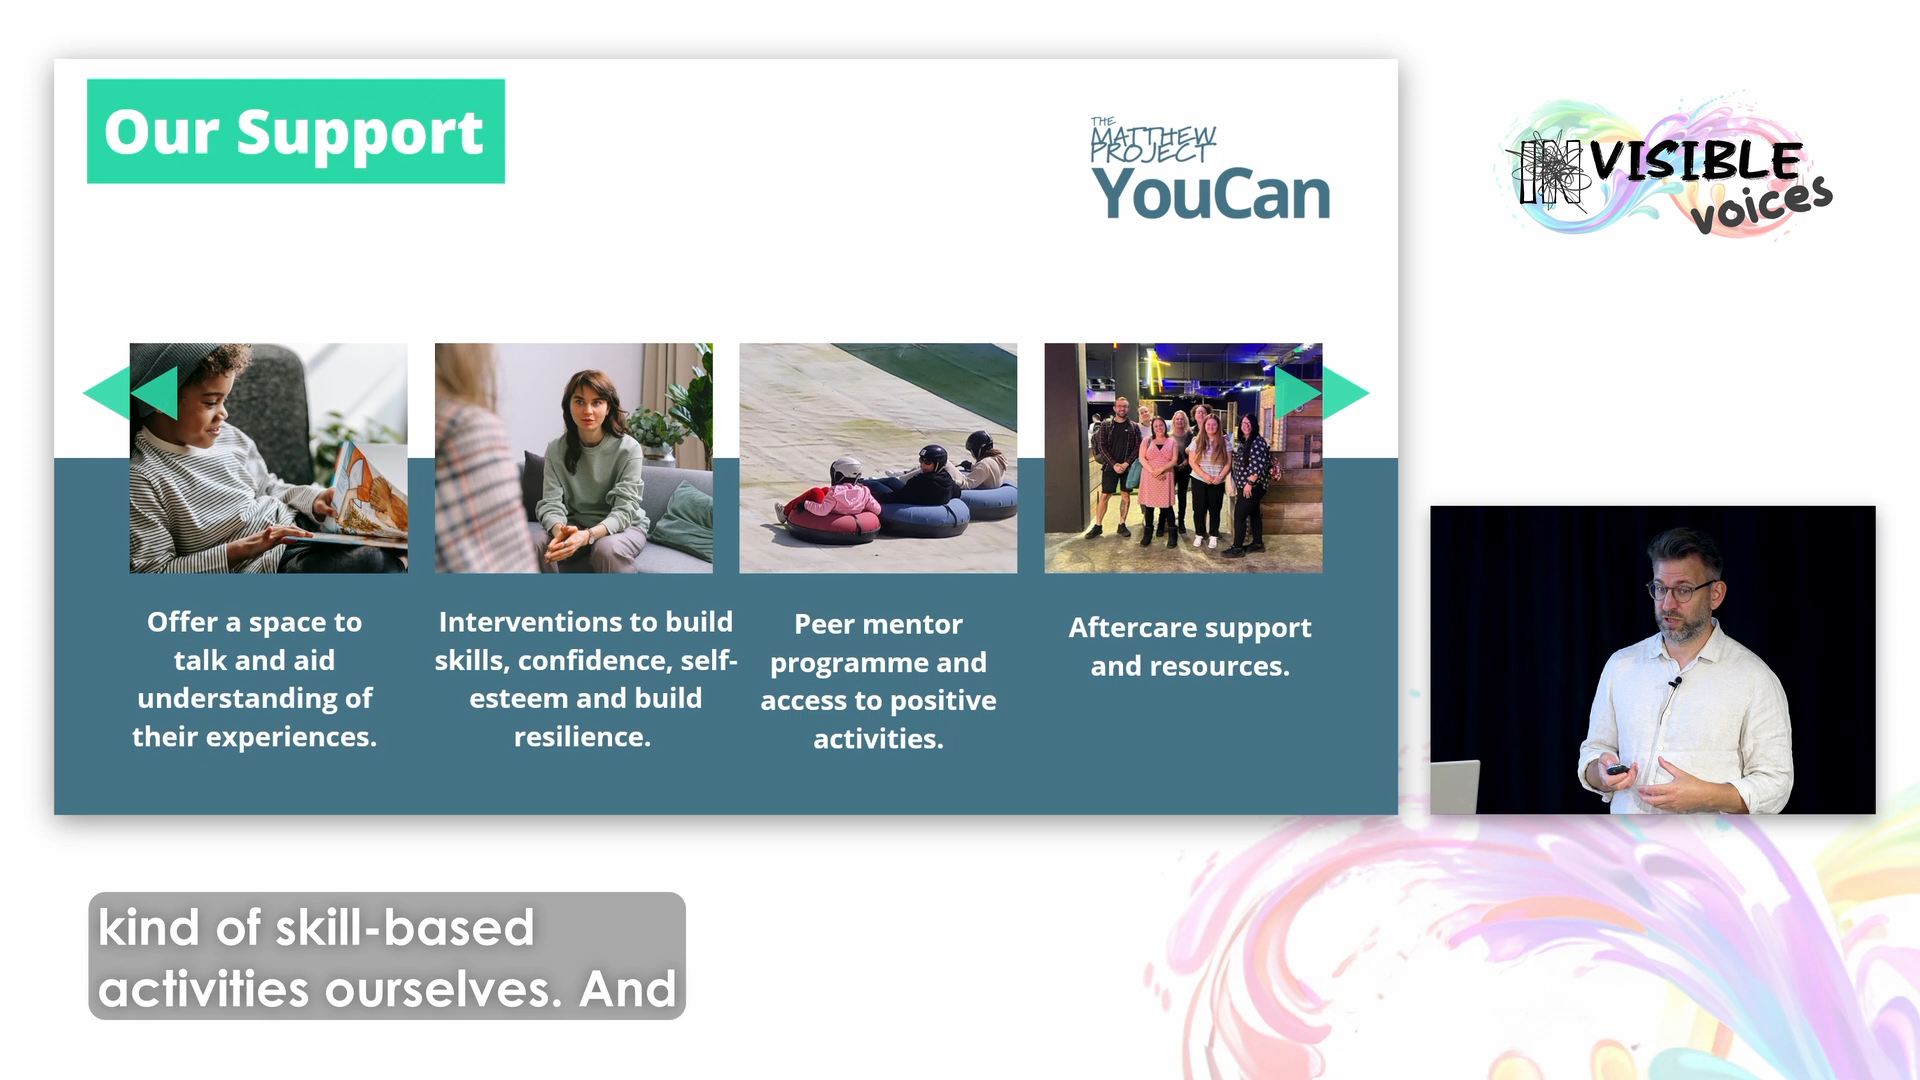 Our Support
THE
MATTHEW
PROJECT
YouCan
INVISIBLE
voices
Offer a space to
talk and aid
understanding of
their experiences.
Interventions to build
skills, confidence, self-
esteem and build
resilience.
Peer mentor
programme and
access to positive
activities.
Aftercare support
and resources.
kind of skill-based
activities ourselves. And